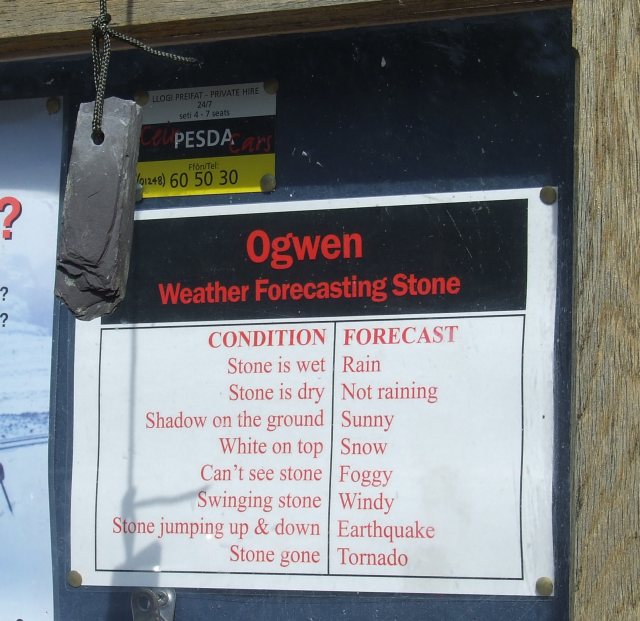 LLOGI PREIFAT - PRIVATE HIRE
24/7
seti 4 - 7 seats
Ceir PESDA Cars
Ffôn/Tel:
(01248) 60 50 30
?
?
?
Ogwen
Weather Forecasting Stone
CONDITION FORECAST
Stone is wet Rain
Stone is dry Not raining
Shadow on the ground Sunny
White on top Snow
Can't see stone Foggy
Swinging stone Windy
Stone jumping up & down Earthquake
Stone gone Tornado